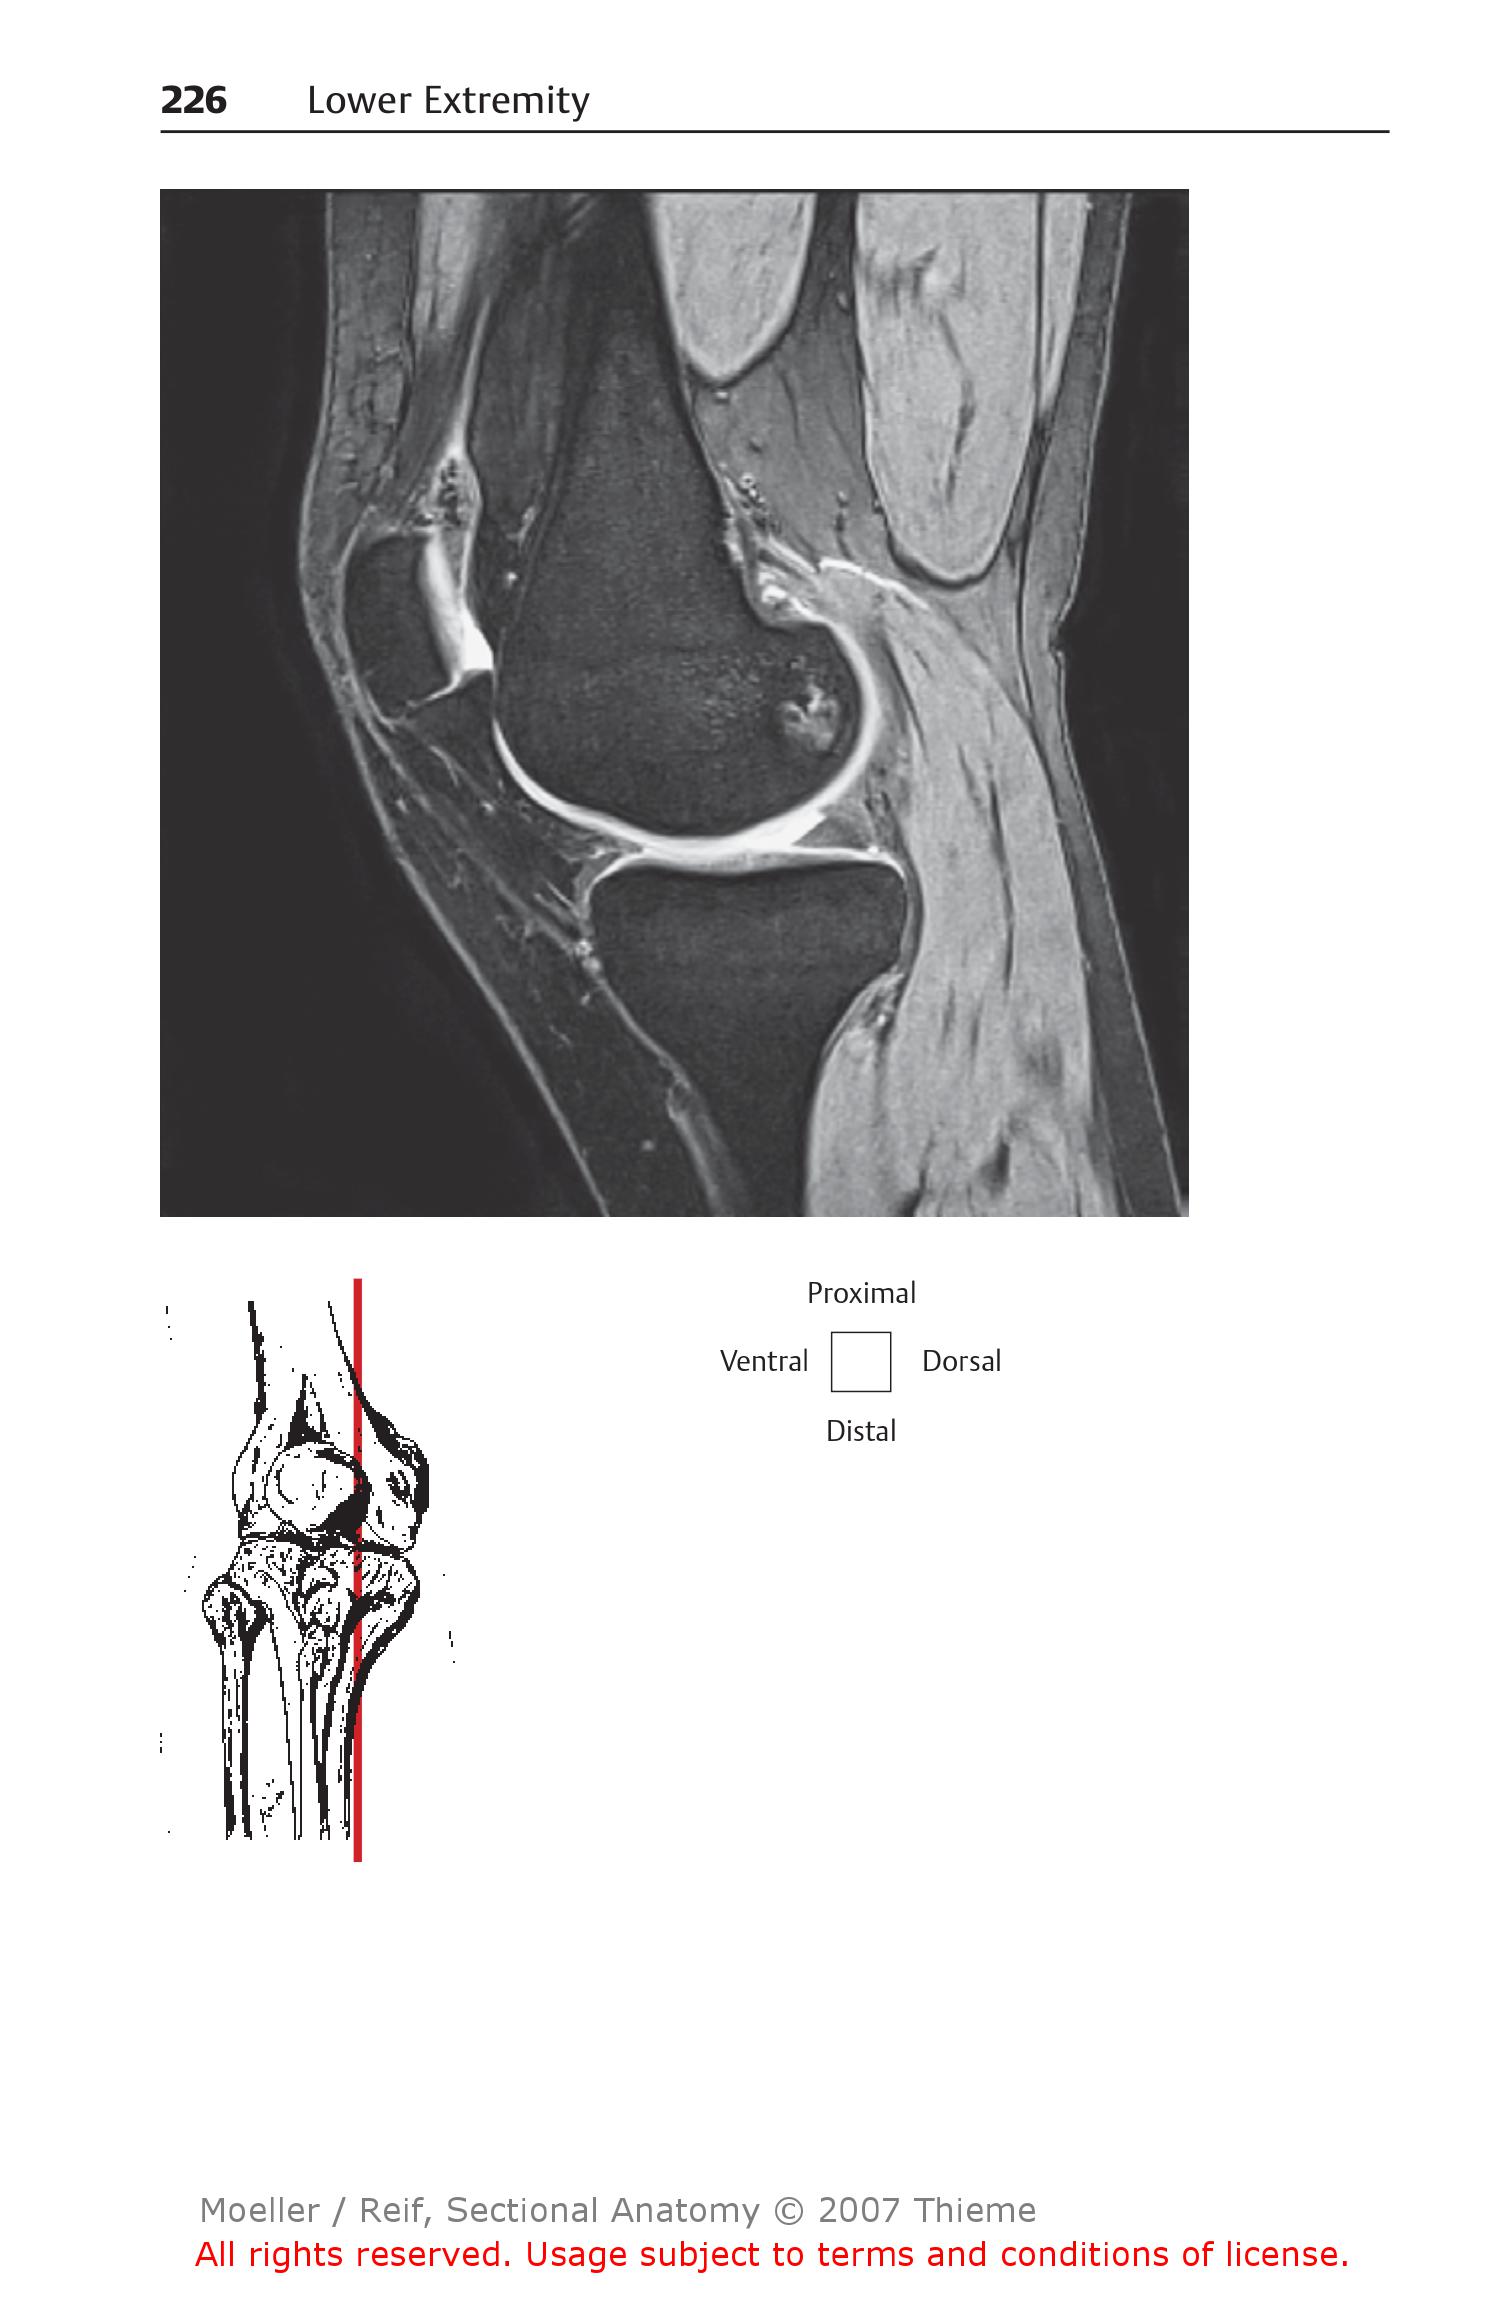 226 Lower Extremity
Proximal
Ventral Dorsal
Distal
Moeller / Reif, Sectional Anatomy © 2007 Thieme
All rights reserved. Usage subject to terms and conditions of license.